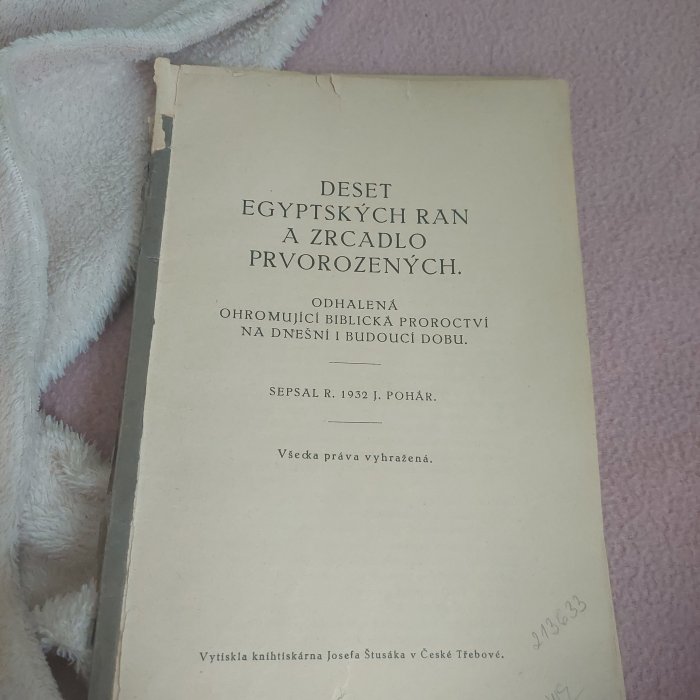 DESET
EGYPTSKÝCH RAN
A ZRCADLO
PRVOROZENÝCH.
ODHALENÁ
OHROMUJÍCÍ BIBLICKÁ PROROCTVÍ
NA DNEŠNÍ I BUDOUCÍ DOBU.
SEPSAL R. 1932 J. POHÁR.
Všecka práva vyhražená.
213633
Vytiskla knihtiskárna Josefa Štusáka v České Třebové.